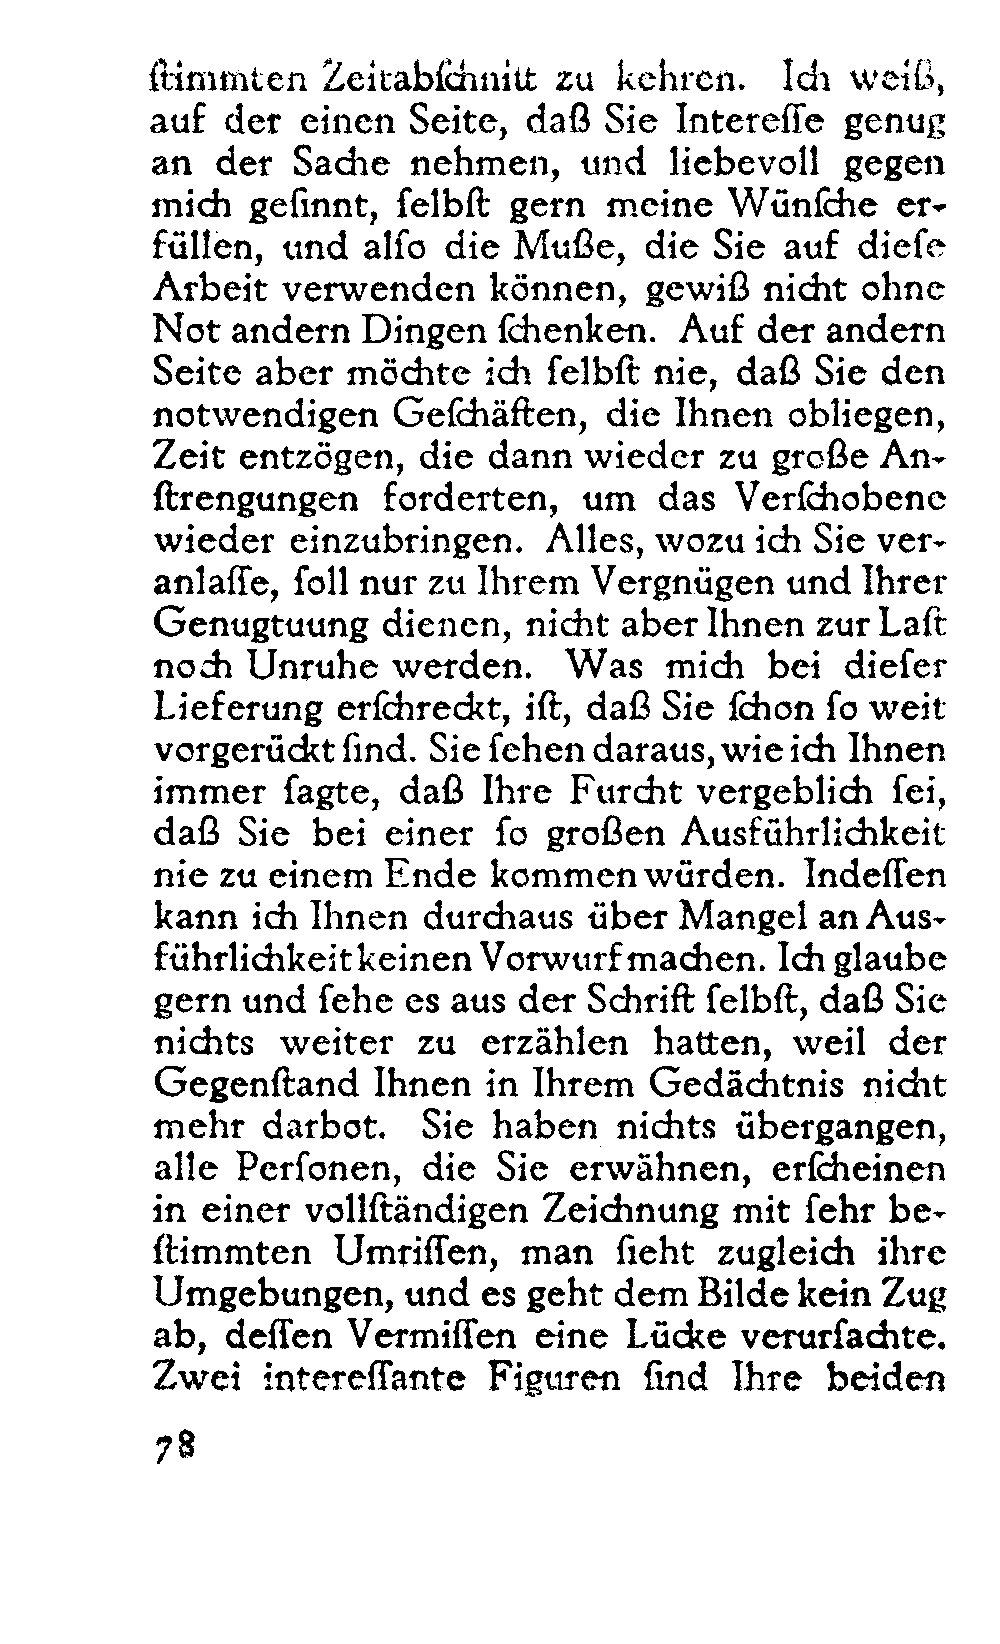 ſtimmten Zeitabſchnitt zu kehren. Ich weiß,
auf der einen Seite, daß Sie Intereſſe genug
an der Sache nehmen, und liebevoll gegen
mich geſinnt, ſelbſt gern meine Wünſche er-
füllen, und alſo die Muße, die Sie auf dieſe
Arbeit verwenden können, gewiß nicht ohne
Not andern Dingen ſchenken. Auf der andern
Seite aber möchte ich ſelbſt nie, daß Sie den
notwendigen Geſchäften, die Ihnen obliegen,
Zeit entzögen, die dann wieder zu große An-
ſtrengungen forderten, um das Verſchobene
wieder einzubringen. Alles, wozu ich Sie ver-
anlaſſe, ſoll nur zu Ihrem Vergnügen und Ihrer
Genugtuung dienen, nicht aber Ihnen zur Laſt
noch Unruhe werden. Was mich bei dieſer
Lieferung erſchreckt, iſt, daß Sie ſchon ſo weit
vorgerückt ſind. Sie ſehen daraus, wie ich Ihnen
immer ſagte, daß Ihre Furcht vergeblich ſei,
daß Sie bei einer ſo großen Ausführlichkeit
nie zu einem Ende kommen würden. Indeſſen
kann ich Ihnen durchaus über Mangel an Aus-
führlichkeit keinen Vorwurf machen. Ich glaube
gern und ſehe es aus der Schrift ſelbſt, daß Sie
nichts weiter zu erzählen hatten, weil der
Gegenſtand Ihnen in Ihrem Gedächtnis nicht
mehr darbot. Sie haben nichts übergangen,
alle Perſonen, die Sie erwähnen, erſcheinen
in einer vollſtändigen Zeichnung mit ſehr be-
ſtimmten Umriſſen, man ſieht zugleich ihre
Umgebungen, und es geht dem Bilde kein Zug
ab, deſſen Vermiſſen eine Lücke verurſachte.
Zwei intereſſante Figuren ſind Ihre beiden
78